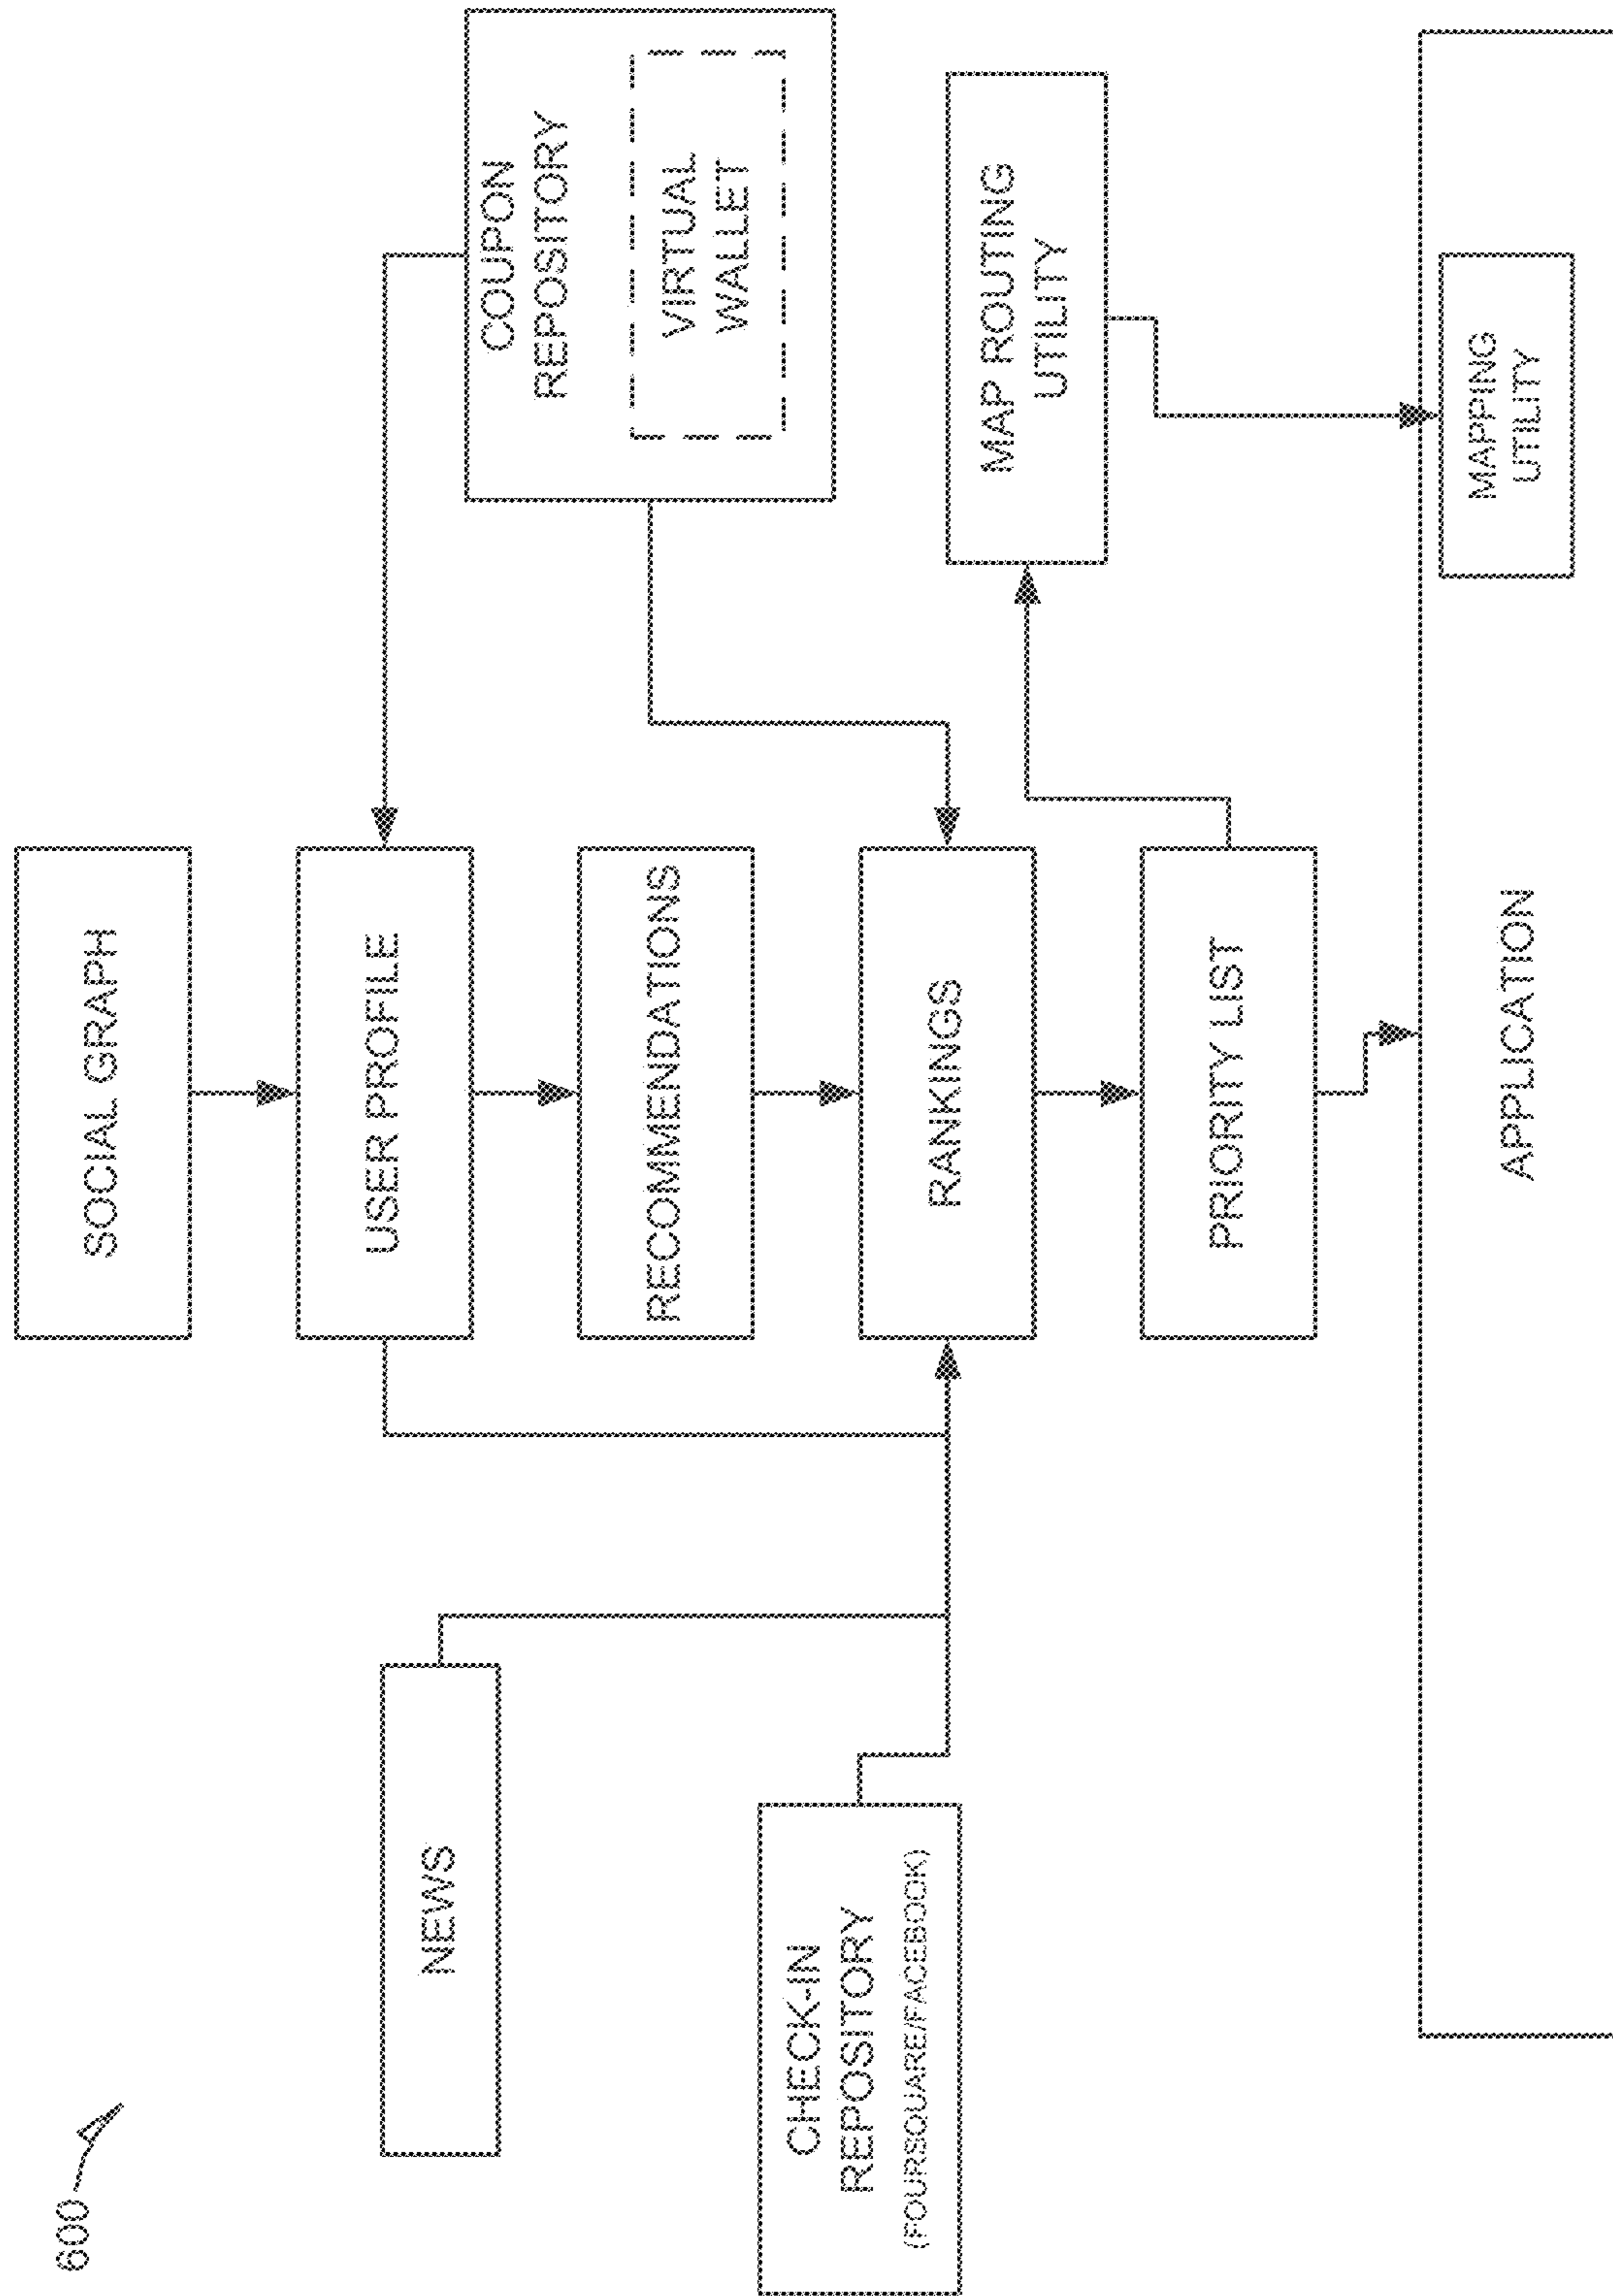 600
SOCIAL GRAPH
USER PROFILE
RECOMMENDATIONS
RANKINGS
PRIORITY LIST
NEWS
CHECK-IN
REPOSITORY
(FOURSQUARE/FACEBOOK)
COUPON
REPOSITORY
VIRTUAL
WALLET
MAP ROUTING
UTILITY
MAPPING
UTILITY
APPLICATION